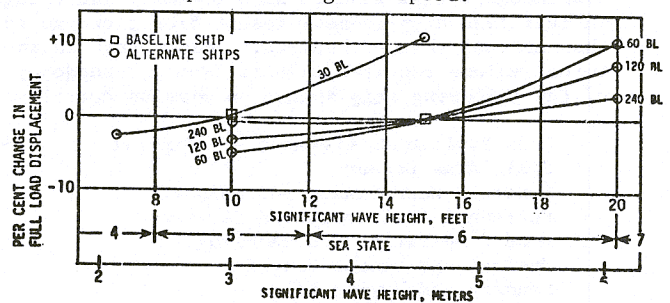 +10
□ BASELINE SHIP
○ ALTERNATE SHIPS
30 BL
60 BL
120 BL
240 BL
0
240 BL
120 BL
60 BL
-10
PER CENT CHANGE IN
FULL LOAD DISPLACEMENT
8 10 12 14 16 18 20
SIGNIFICANT WAVE HEIGHT, FEET
4 5 6 7
SEA STATE
2 3 4 5 6
SIGNIFICANT WAVE HEIGHT, METERS